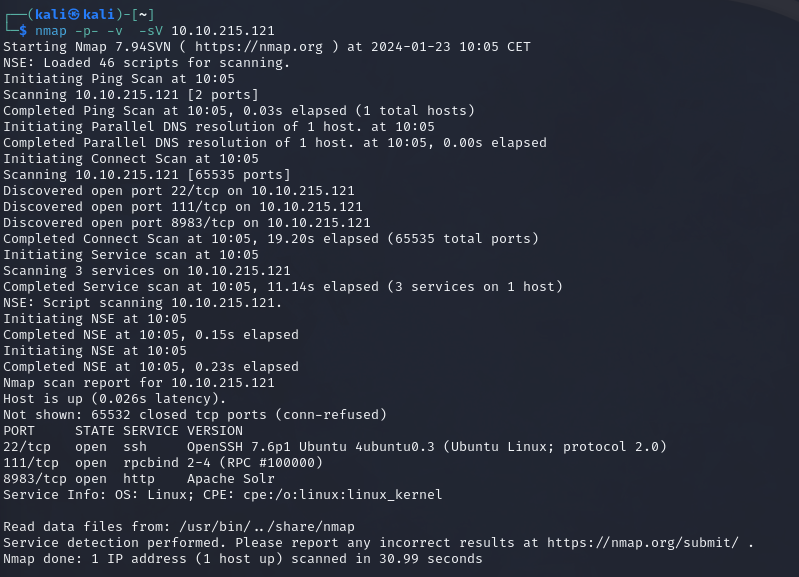 ┌──(kali㉿kali)-[~]
└─$ nmap -p- -v  -sV 10.10.215.121
Starting Nmap 7.94SVN ( https://nmap.org ) at 2024-01-23 10:05 CET
NSE: Loaded 46 scripts for scanning.
Initiating Ping Scan at 10:05
Scanning 10.10.215.121 [2 ports]
Completed Ping Scan at 10:05, 0.03s elapsed (1 total hosts)
Initiating Parallel DNS resolution of 1 host. at 10:05
Completed Parallel DNS resolution of 1 host. at 10:05, 0.00s elapsed
Initiating Connect Scan at 10:05
Scanning 10.10.215.121 [65535 ports]
Discovered open port 22/tcp on 10.10.215.121
Discovered open port 111/tcp on 10.10.215.121
Discovered open port 8983/tcp on 10.10.215.121
Completed Connect Scan at 10:05, 19.20s elapsed (65535 total ports)
Initiating Service scan at 10:05
Scanning 3 services on 10.10.215.121
Completed Service scan at 10:05, 11.14s elapsed (3 services on 1 host)
NSE: Script scanning 10.10.215.121.
Initiating NSE at 10:05
Completed NSE at 10:05, 0.15s elapsed
Initiating NSE at 10:05
Completed NSE at 10:05, 0.23s elapsed
Nmap scan report for 10.10.215.121
Host is up (0.026s latency).
Not shown: 65532 closed tcp ports (conn-refused)
PORT     STATE SERVICE VERSION
22/tcp   open  ssh     OpenSSH 7.6p1 Ubuntu 4ubuntu0.3 (Ubuntu Linux; protocol 2.0)
111/tcp  open  rpcbind 2-4 (RPC #100000)
8983/tcp open  http    Apache Solr
Service Info: OS: Linux; CPE: cpe:/o:linux:linux_kernel

Read data files from: /usr/bin/../share/nmap
Service detection performed. Please report any incorrect results at https://nmap.org/submit/ .
Nmap done: 1 IP address (1 host up) scanned in 30.99 seconds